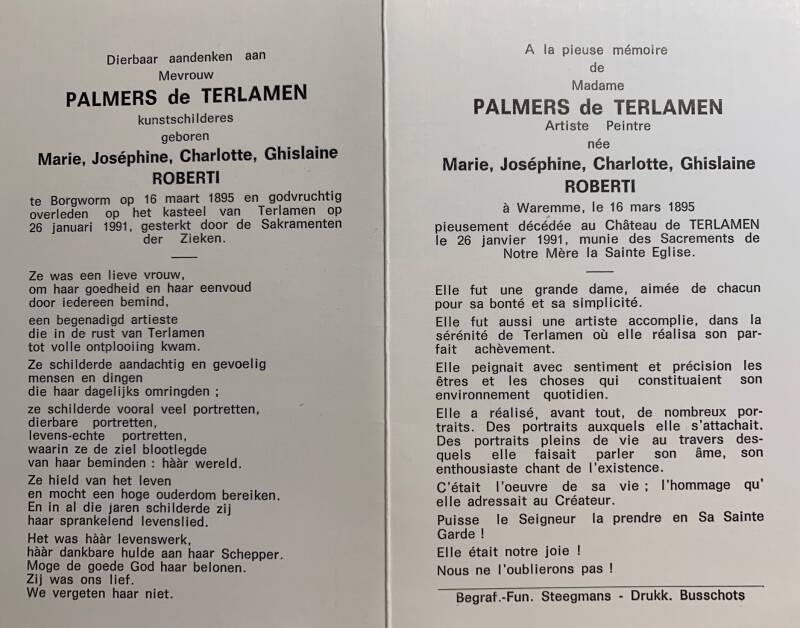 Dierbaar aandenken aan
Mevrouw
PALMERS de TERLAMEN
kunstschilderes
geboren
Marie, Joséphine, Charlotte, Ghislaine
ROBERTI
te Borgworm op 16 maart 1895 en godvruchtig
overleden op het kasteel van Terlamen op
26 januari 1991, gesterkt door de Sakramenten
der Zieken.
Ze was een lieve vrouw,
om haar goedheid en haar eenvoud
door iedereen bemind,
een begenadigd artieste
die in de rust van Terlamen
tot volle ontplooiing kwam.
Ze schilderde aandachtig en gevoelig
mensen en dingen
die haar dagelijks omringden ;
ze schilderde vooral veel portretten,
dierbare portretten,
levens-echte portretten,
waarin ze de ziel blootlegde
van haar beminden : hààr wereld.
Ze hield van het leven
en mocht een hoge ouderdom bereiken.
En in al die jaren schilderde zij
haar sprankelend levenslied.
Het was hààr levenswerk,
hààr dankbare hulde aan haar Schepper.
Moge de goede God haar belonen.
Zij was ons lief.
We vergeten haar niet.
A la pieuse mémoire
de
Madame
PALMERS de TERLAMEN
Artiste Peintre
née
Marie, Joséphine, Charlotte, Ghislaine
ROBERTI
à Waremme, le 16 mars 1895
pieusement décédée au Château de TERLAMEN
le 26 janvier 1991, munie des Sacrements de
Notre Mère la Sainte Eglise.
Elle fut une grande dame, aimée de chacun
pour sa bonté et sa simplicité.
Elle fut aussi une artiste accomplie, dans la
sérénité de Terlamen où elle réalisa son par-
fait achèvement.
Elle peignait avec sentiment et précision les
êtres et les choses qui constituaient son
environnement quotidien.
Elle a réalisé, avant tout, de nombreux por-
traits. Des portraits auxquels elle s'attachait.
Des portraits pleins de vie au travers des-
quels elle faisait parler son âme, son
enthousiaste chant de l'existence.
C'était l'oeuvre de sa vie ; l'hommage qu'
elle adressait au Créateur.
Puisse le Seigneur la prendre en Sa Sainte
Garde !
Elle était notre joie !
Nous ne l'oublierons pas !
Begraf.-Fun. Steegmans - Drukk. Busschots